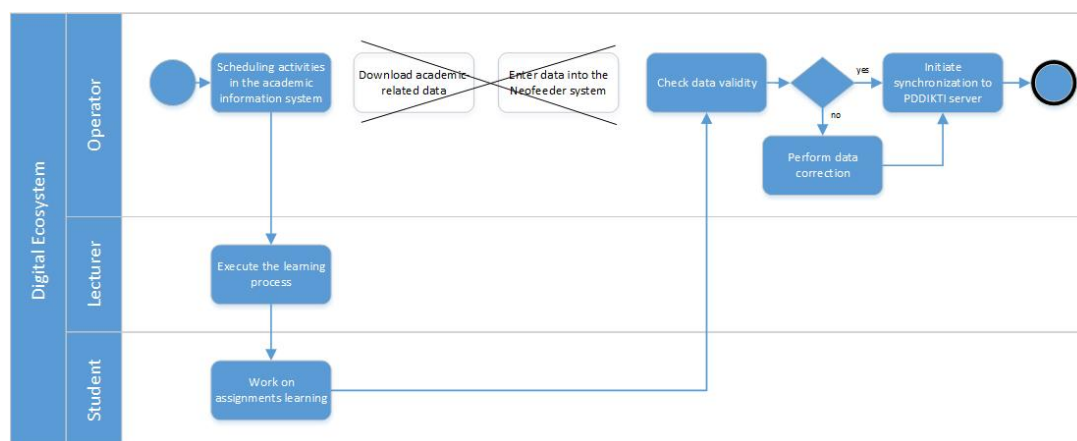 Digital Ecosystem
Operator
Scheduling activities
in the academic
information system
Download academic-
related data
Enter data into the
Neofeeder system
Check data validity
yes
no
Initiate
synchronization to
PDDIKTI server
Perform data
correction
Lecturer
Execute the learning
process
Student
Work on
assignments learning